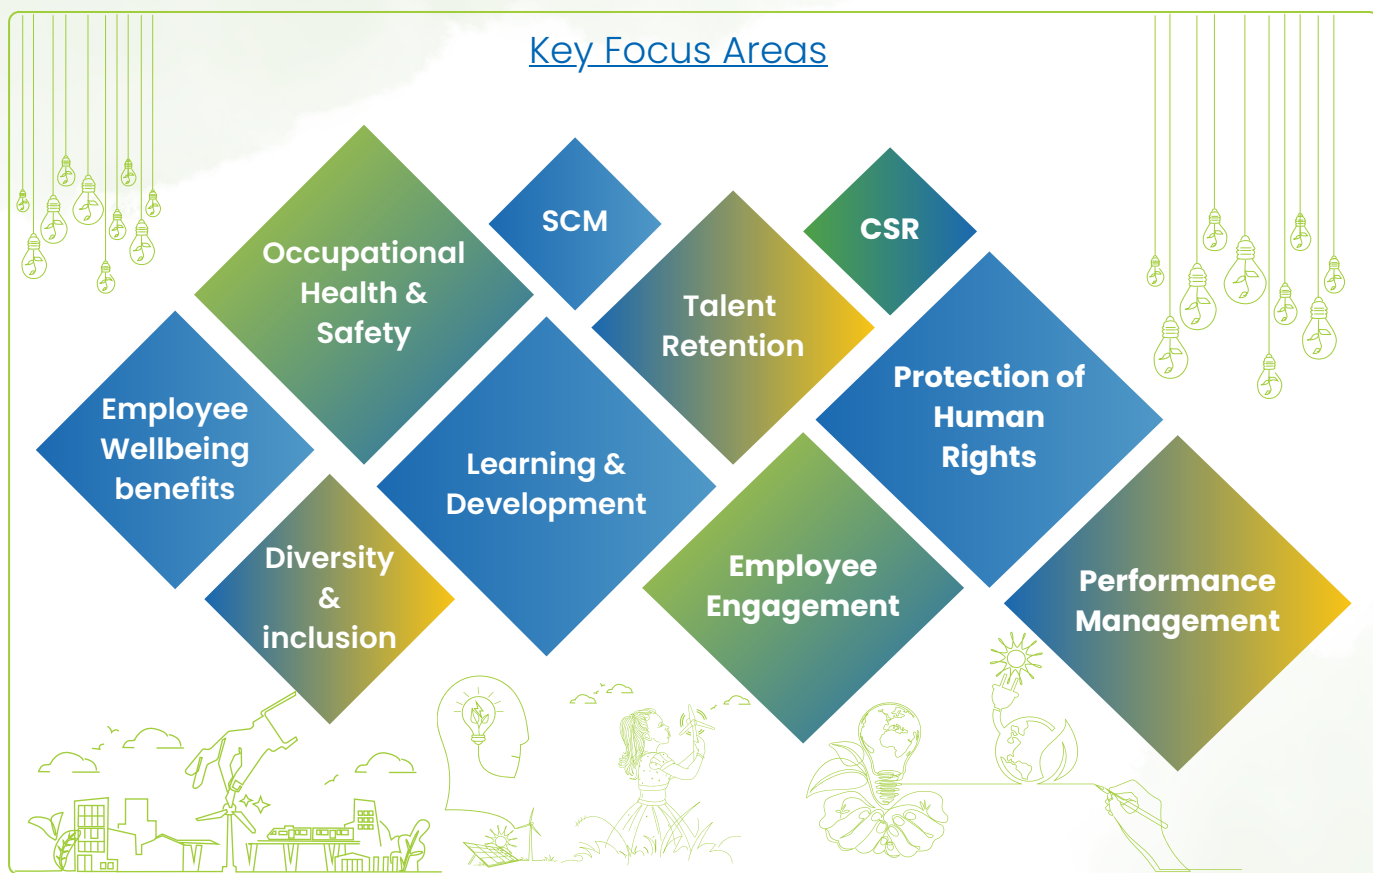 Key Focus Areas
Occupational
Health &
Safety
SCM
Talent
Retention
CSR
Protection of
Human
Rights
Employee
Wellbeing
benefits
Learning &
Development
Diversity
&
inclusion
Employee
Engagement
Performance
Management